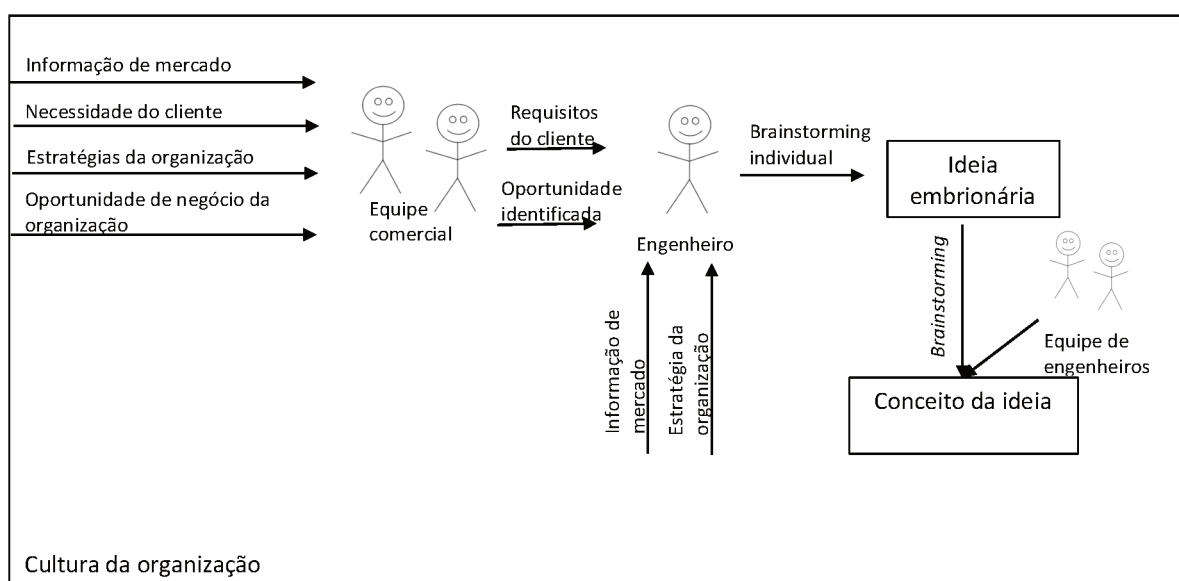 Informação de mercado
Necessidade do cliente
Estratégias da organização
Oportunidade de negócio da
organização
Equipe
comercial
Requisitos
do cliente
Oportunidade
identificada
Engenheiro
Informação de
mercado
Estratégia da
organização
Brainstorming
individual
Ideia
embrionária
Brainstorming
Equipe de
engenheiros
Conceito da ideia
Cultura da organização